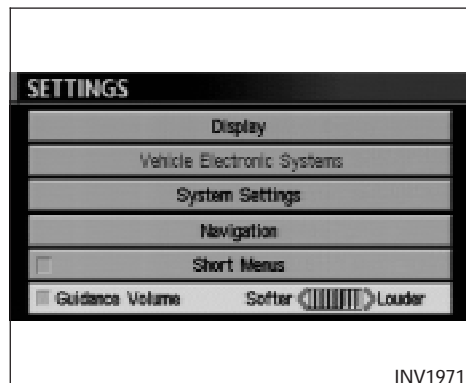 SETTINGS
Display
Vehicle Electronic Systems
System Settings
Navigation
Short Menus
Guidance Volume Softer Louder
INV1971